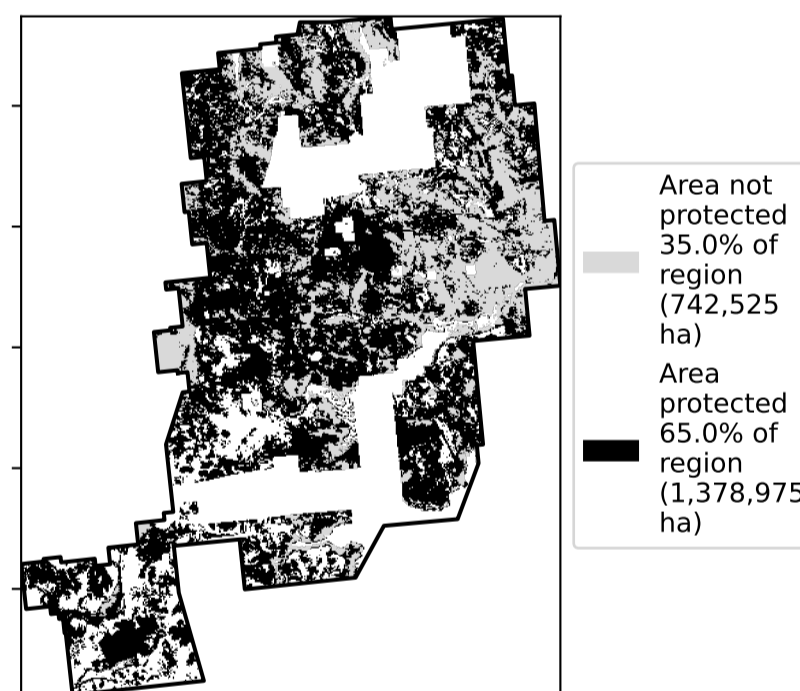 Area not
protected
35.0% of
region
(742,525
ha)
Area
protected
65.0% of
region
(1,378,975
ha)